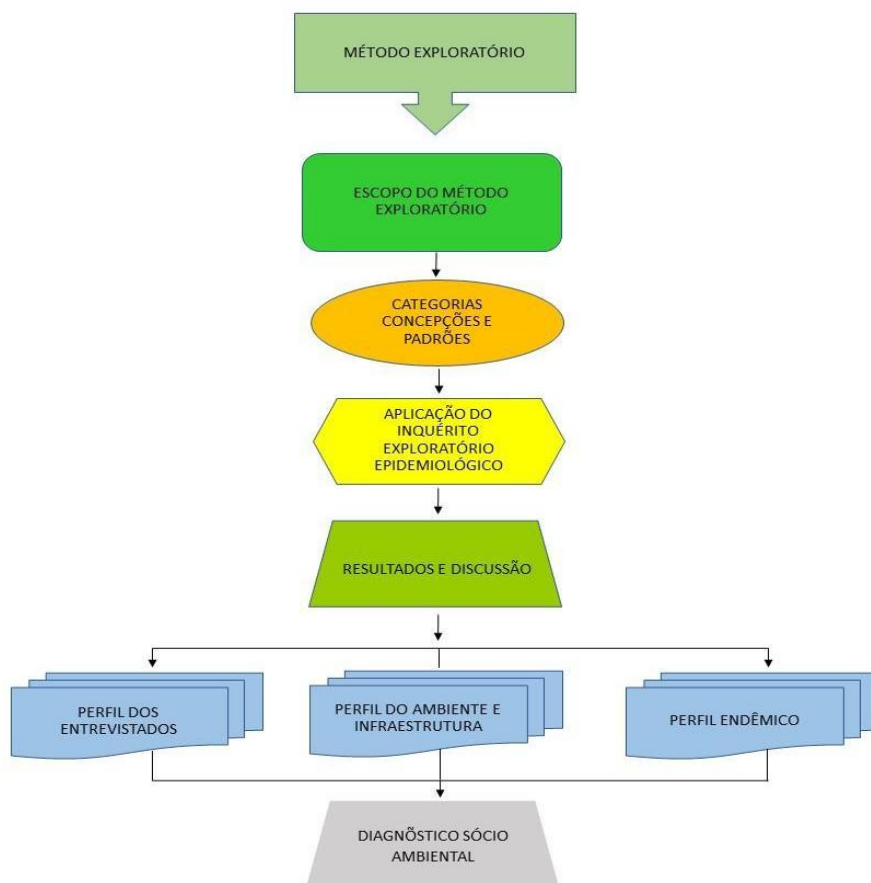 MÉTODO EXPLORATÓRIO
ESCOPO DO MÉTODO
EXPLORATÓRIO
CATEGORIAS
CONCEPÇÕES E
PADRÕES
APLICAÇÃO DO
INQUÉRITO
EXPLORATÓRIO
EPIDEMIOLÓGICO
RESULTADOS E DISCUSSÃO
PERFIL DOS
ENTREVISTADOS
PERFIL DO AMBIENTE E
INFRAESTRUTURA
PERFIL ENDÊMICO
DIAGNÕSTICO SÓCIO
AMBIENTAL